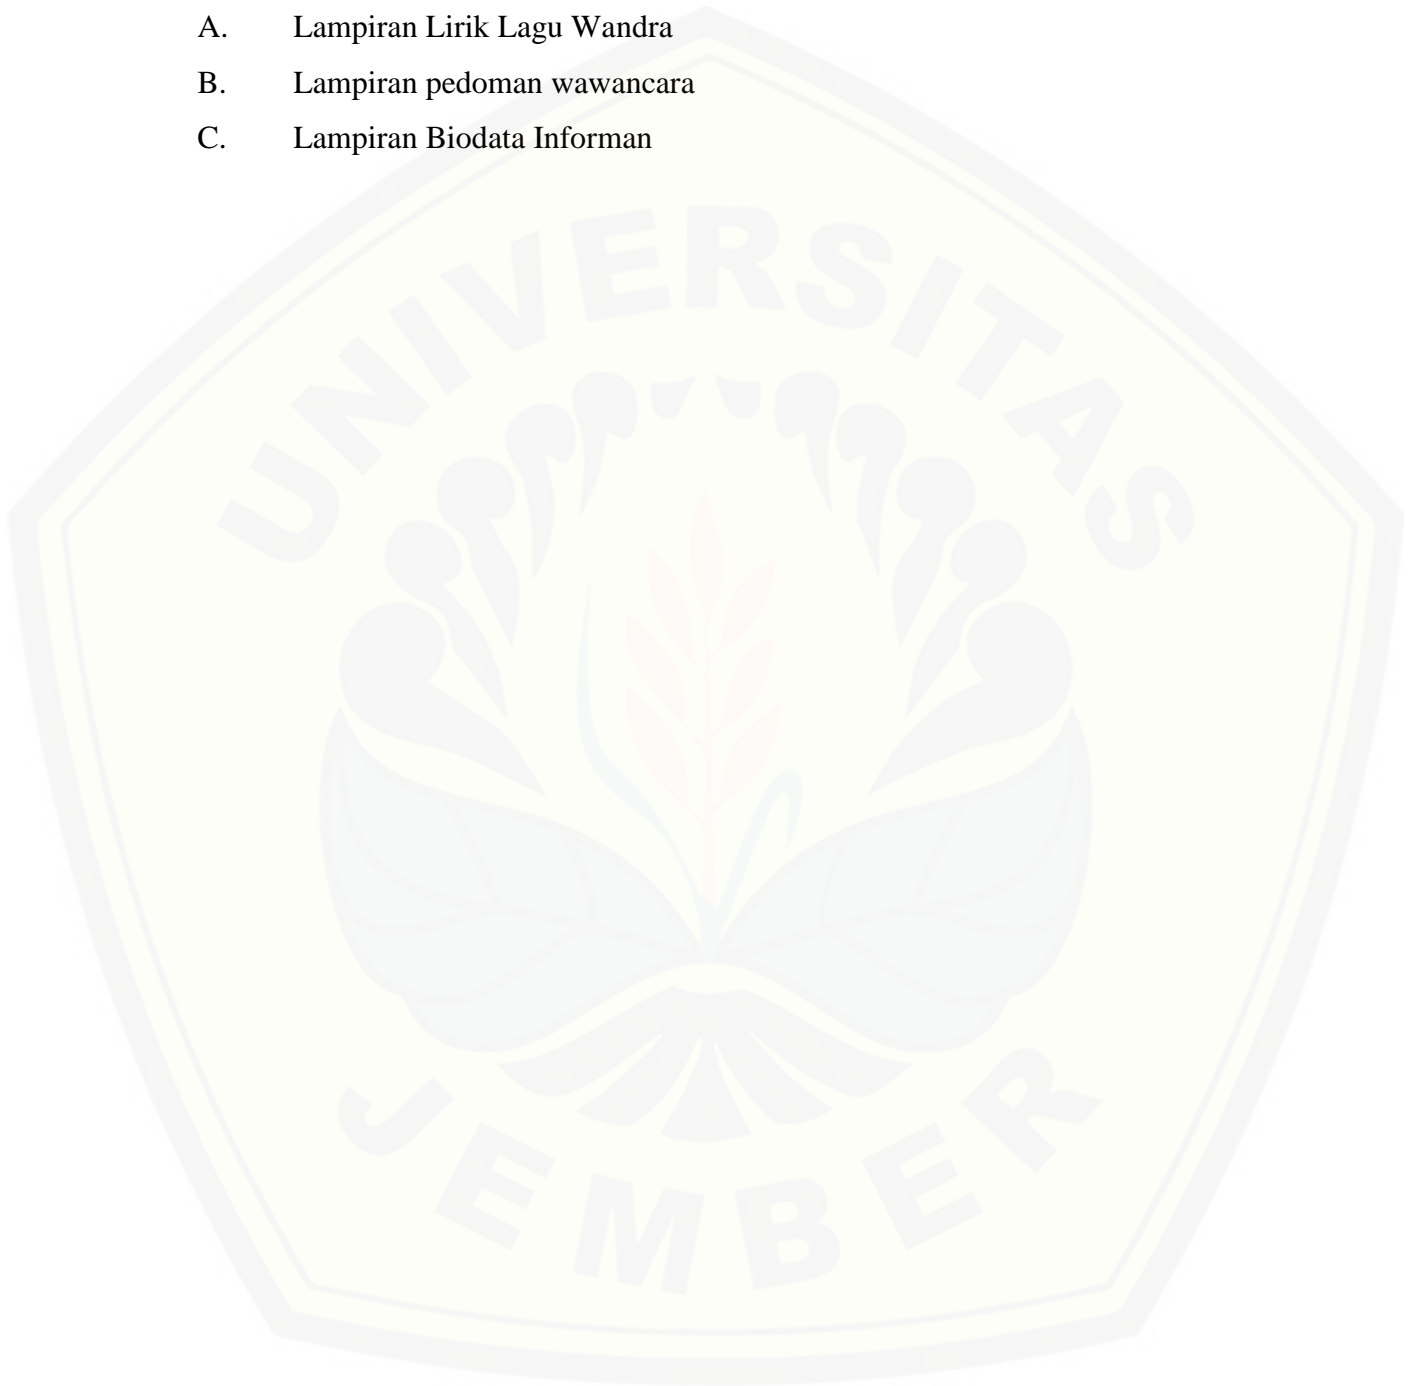 A. Lampiran Lirik Lagu Wandra
B. Lampiran pedoman wawancara
C. Lampiran Biodata Informan
UNIVERSITAS
JEMBER